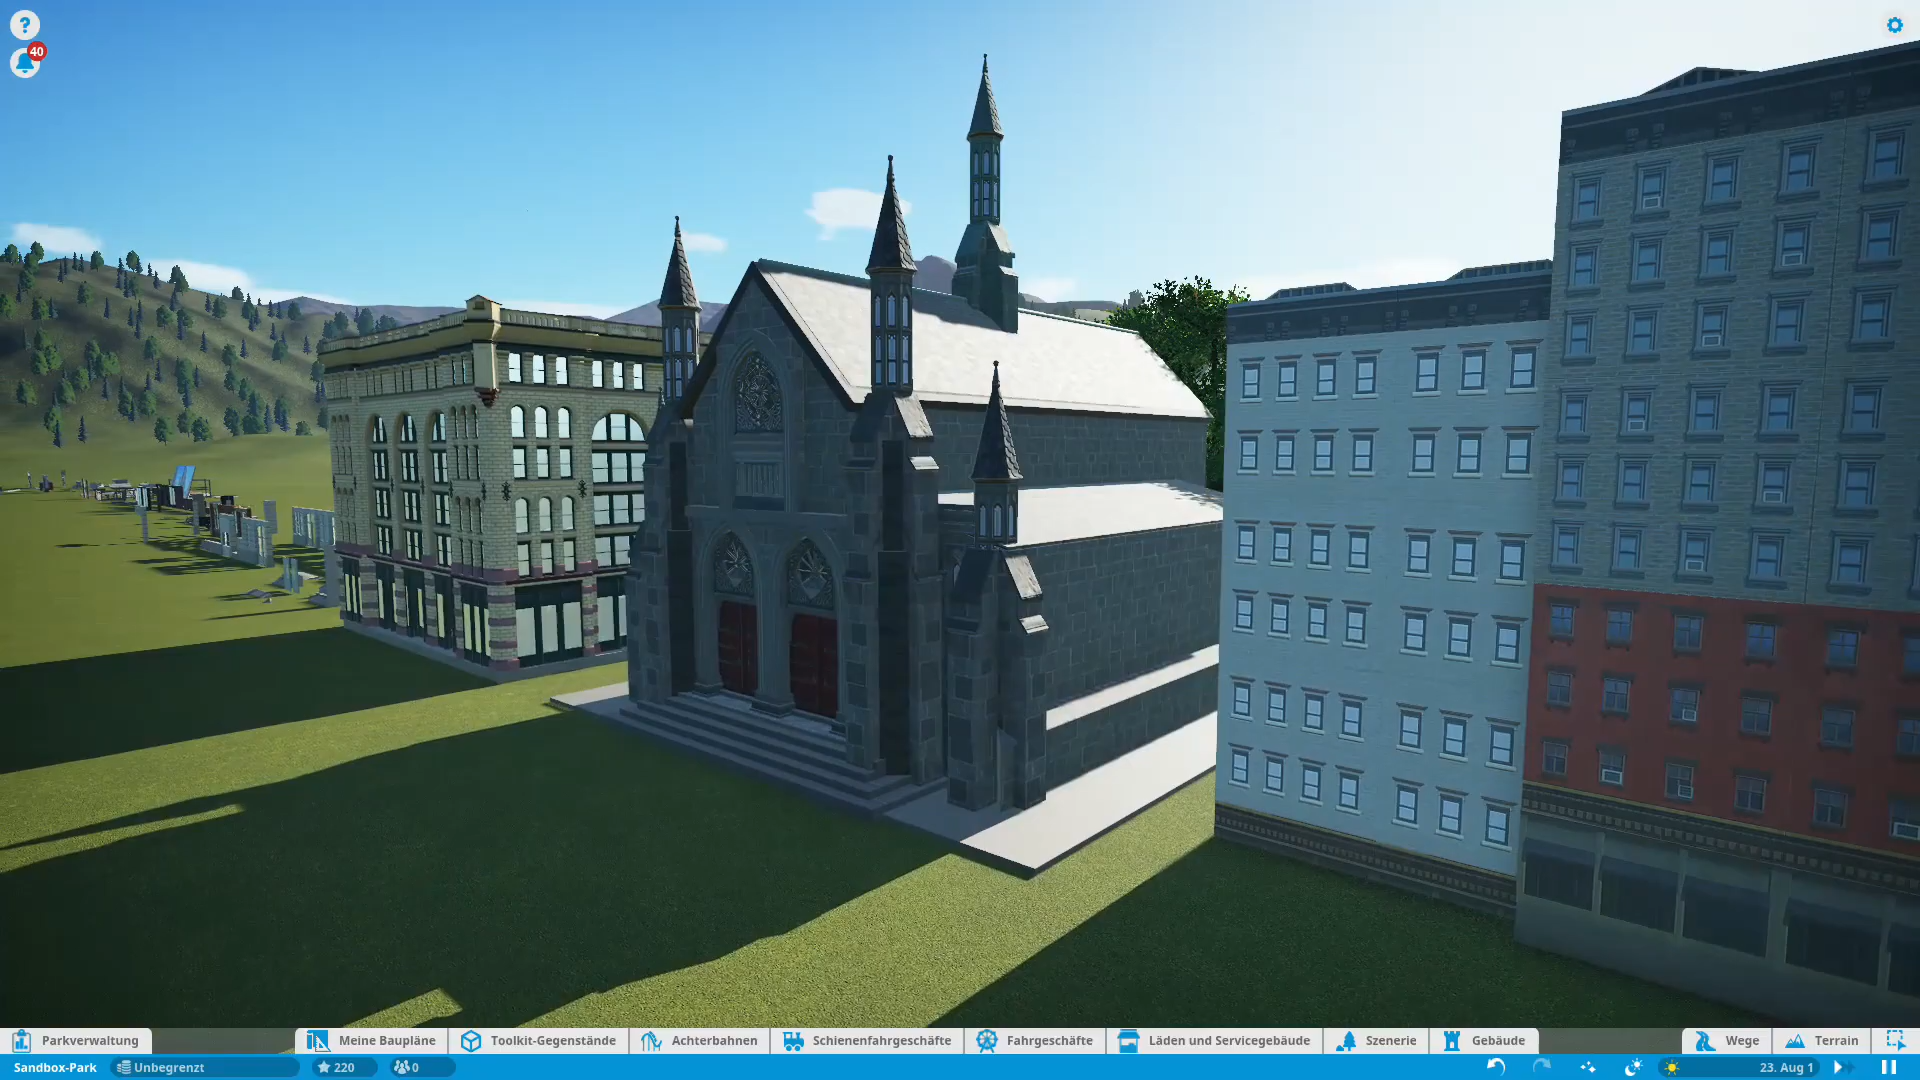 ?
40
Parkverwaltung
Meine Baupläne
Toolkit-Gegenstände
Achterbahnen
Schienenfahrgeschäfte
Fahrgeschäfte
Läden und Servicegebäude
Szenerie
Gebäude
Wege
Terrain
Sandbox-Park
Unbegrenzt
220
0
23. Aug 1